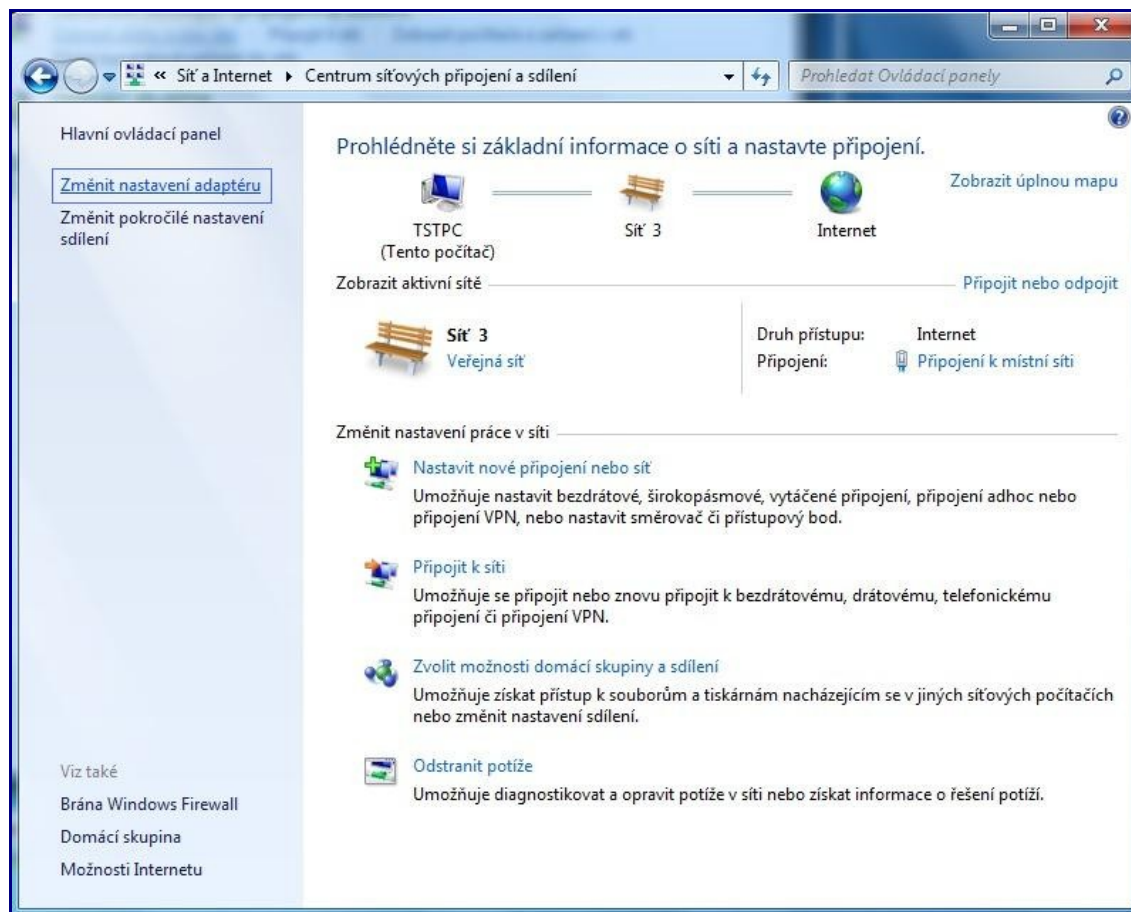 Síť a Internet
Centrum síťových připojení a sdílení
Prohledat Ovládací panely
Hlavní ovládací panel
Změnit nastavení adaptéru
Změnit pokročilé nastavení
sdílení
Prohlédněte si základní informace o síti a nastavte připojení.
Zobrazit úplnou mapu
TSTPC
(Tento počítač)
Síť 3
Internet
Zobrazit aktivní sítě
Připojit nebo odpojit
Síť 3
Veřejná síť
Druh přístupu:
Internet
Připojení:
Připojení k místní síti
Změnit nastavení práce v síti
Nastavit nové připojení nebo síť
Umožňuje nastavit bezdrátové, širokopásmové, vytáčené připojení, připojení adhoc nebo
připojení VPN, nebo nastavit směrovač či přístupový bod.
Připojit k síti
Umožňuje se připojit nebo znovu připojit k bezdrátovému, drátovému, telefonickému
připojení či připojení VPN.
Zvolit možnosti domácí skupiny a sdílení
Umožňuje získat přístup k souborům a tiskárnám nacházejícím se v jiných síťových počítačích
nebo změnit nastavení sdílení.
Odstranit potíže
Umožňuje diagnostikovat a opravit potíže v síti nebo získat informace o řešení potíží.
Viz také
Brána Windows Firewall
Domácí skupina
Možnosti Internetu